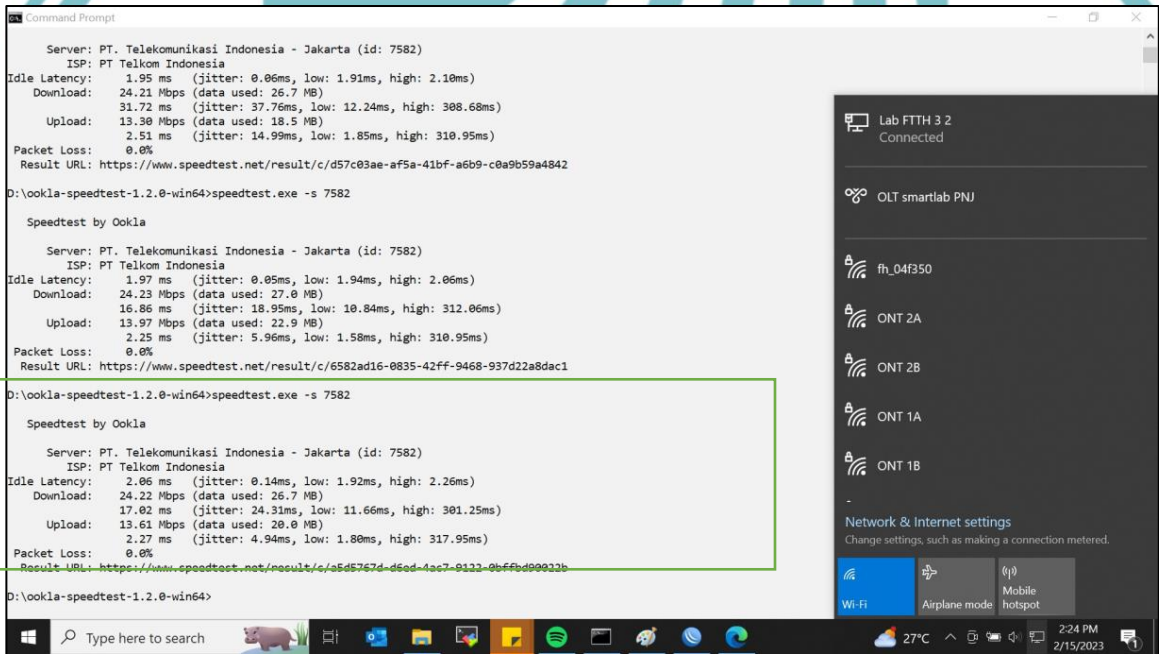 Command Prompt
Server: PT. Telekomunikasi Indonesia - Jakarta (id: 7582)
ISP: PT Telkom Indonesia
Idle Latency: 1.95 ms (jitter: 0.06ms, low: 1.91ms, high: 2.10ms)
Download: 24.21 Mbps (data used: 26.7 MB)
31.72 ms (jitter: 37.76ms, low: 12.24ms, high: 308.68ms)
Upload: 13.30 Mbps (data used: 18.5 MB)
2.51 ms (jitter: 14.99ms, low: 1.85ms, high: 310.95ms)
Packet Loss: 0.0%
Result URL: https://www.speedtest.net/result/c/d57c03ae-af5a-41bf-a6b9-c0a9b59a4842
D:\ookla-speedtest-1.2.0-win64>speedtest.exe -s 7582
Speedtest by Ookla
Server: PT. Telekomunikasi Indonesia - Jakarta (id: 7582)
ISP: PT Telkom Indonesia
Idle Latency: 1.97 ms (jitter: 0.05ms, low: 1.94ms, high: 2.06ms)
Download: 24.23 Mbps (data used: 27.0 MB)
16.86 ms (jitter: 18.95ms, low: 10.84ms, high: 312.06ms)
Upload: 13.97 Mbps (data used: 22.9 MB)
2.25 ms (jitter: 5.96ms, low: 1.58ms, high: 310.95ms)
Packet Loss: 0.0%
Result URL: https://www.speedtest.net/result/c/6582ad16-0835-42ff-9468-937d22a8dac1
D:\ookla-speedtest-1.2.0-win64>speedtest.exe -s 7582
Speedtest by Ookla
Server: PT. Telekomunikasi Indonesia - Jakarta (id: 7582)
ISP: PT Telkom Indonesia
Idle Latency: 2.06 ms (jitter: 0.14ms, low: 1.92ms, high: 2.26ms)
Download: 24.22 Mbps (data used: 26.7 MB)
17.02 ms (jitter: 24.31ms, low: 11.66ms, high: 301.25ms)
Upload: 13.61 Mbps (data used: 20.0 MB)
2.27 ms (jitter: 4.94ms, low: 1.80ms, high: 317.95ms)
Packet Loss: 0.0%
Result URL:
D:\ookla-speedtest-1.2.0-win64>
Lab FTTH 3 2
Connected
OLT smartlab PNJ
fh_04f350
ONT 2A
ONT 2B
ONT 1A
ONT 1B
-
Network & Internet settings
Change settings, such as making a connection metered.
Wi-Fi
Airplane mode
Mobile hotspot
Type here to search
27°C
2:24 PM
2/15/2023
1